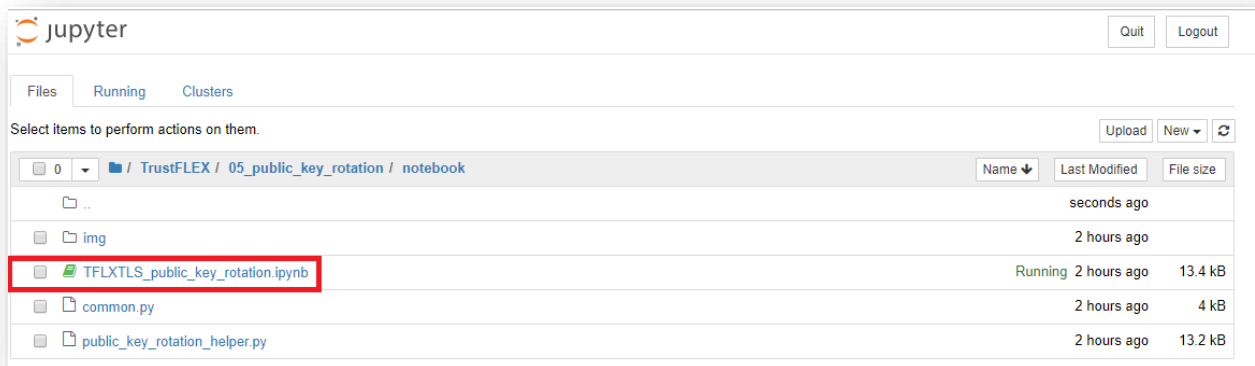 jupyter Quit Logout
Files Running Clusters
Select items to perform actions on them. Upload New
0 / TrustFLEX / 05_public_key_rotation / notebook Name Last Modified File size
.. seconds ago
img 2 hours ago
TFLXTLS_public_key_rotation.ipynb Running 2 hours ago 13.4 kB
common.py 2 hours ago 4 kB
public_key_rotation_helper.py 2 hours ago 13.2 kB